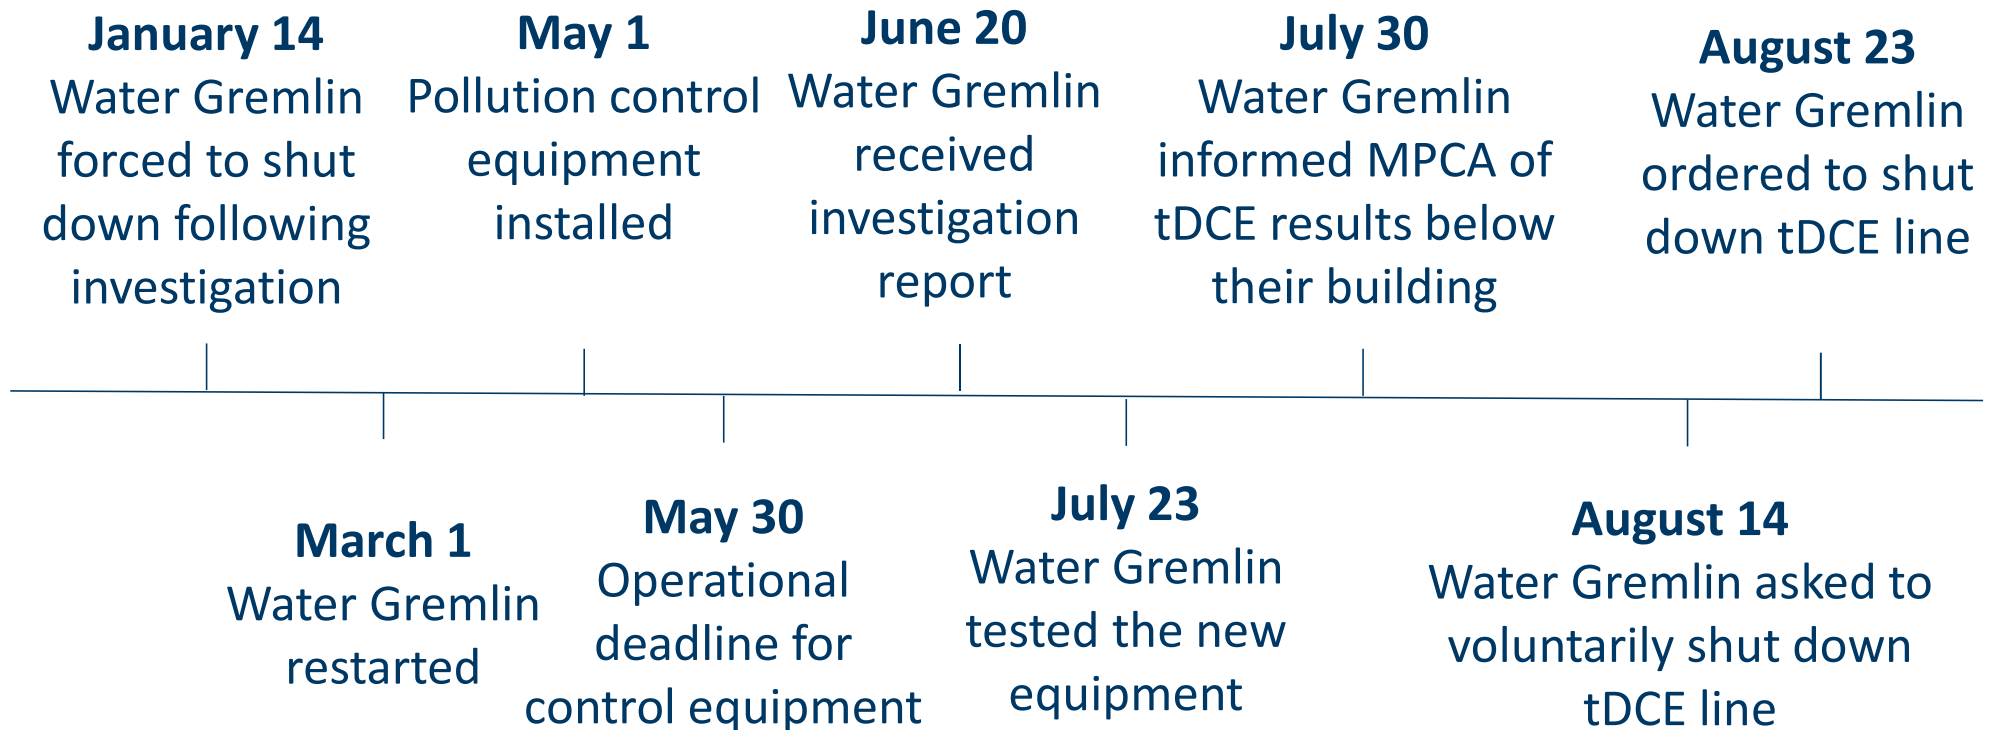 January 14
Water Gremlin
forced to shut
down following
investigation
May 1
Pollution control
equipment
installed
June 20
Water Gremlin
received
investigation
report
July 30
Water Gremlin
informed MPCA of
tDCE results below
their building
August 23
Water Gremlin
ordered to shut
down tDCE line
March 1
Water Gremlin
restarted
May 30
Operational
deadline for
control equipment
July 23
Water Gremlin
tested the new
equipment
August 14
Water Gremlin asked to
voluntarily shut down
tDCE line